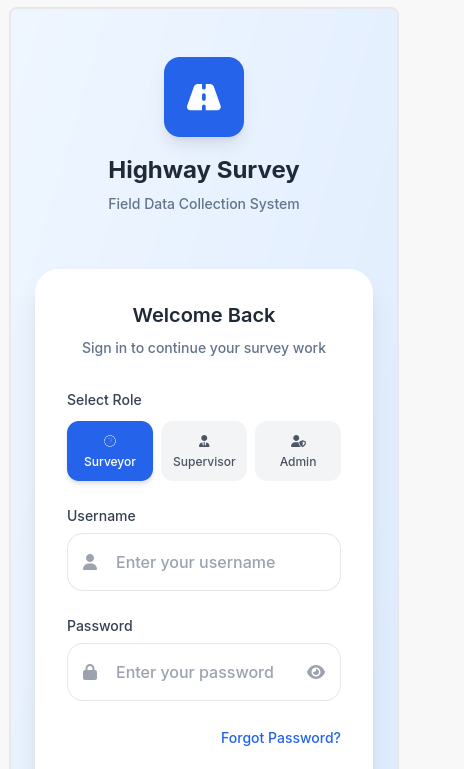 Highway Survey
Field Data Collection System
Welcome Back
Sign in to continue your survey work
Select Role
Surveyor
Supervisor
Admin
Username
Enter your username
Password
Enter your password
Forgot Password?